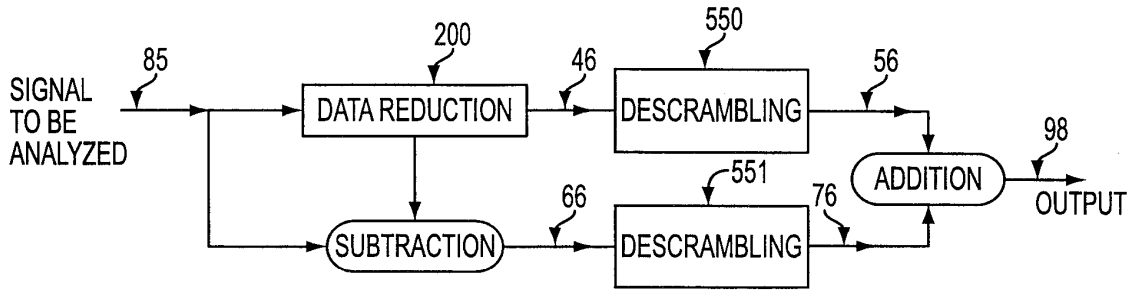 200
550
85
46
56
SIGNAL
TO BE
ANALYZED
DATA REDUCTION
DESCRAMBLING
98
ADDITION
551
66
76
OUTPUT
SUBTRACTION
DESCRAMBLING